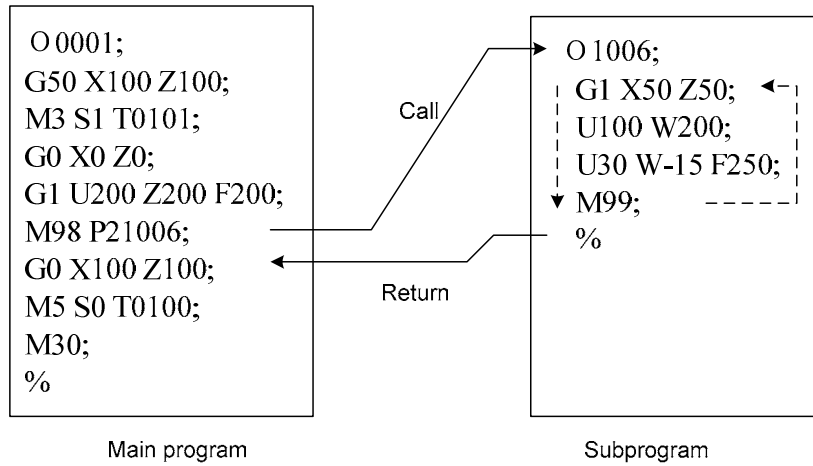 O 0001;
G50 X100 Z100;
M3 S1 T0101;
G0 X0 Z0;
G1 U200 Z200 F200;
M98 P21006;
G0 X100 Z100;
M5 S0 T0100;
M30;
%
Call
Return
O 1006;
G1 X50 Z50;
U100 W200;
U30 W-15 F250;
M99;
%
Main program
Subprogram